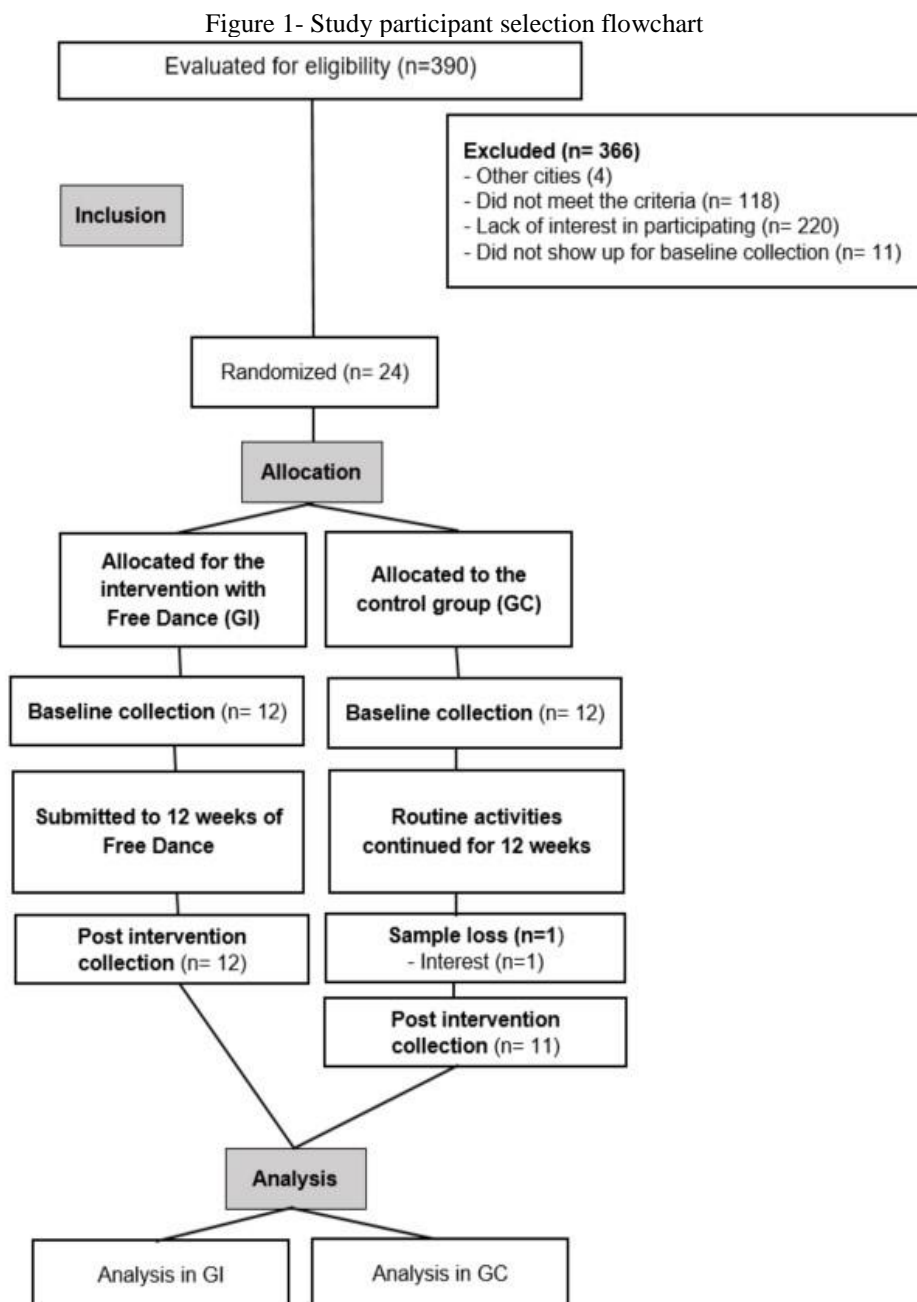 Figure 1- Study participant selection flowchart
Evaluated for eligibility (n=390)
Excluded (n= 366)
- Other cities (4)
- Did not meet the criteria (n= 118)
- Lack of interest in participating (n= 220)
- Did not show up for baseline collection (n= 11)
Inclusion
Randomized (n= 24)
Allocation
Allocated for the
intervention with
Free Dance (GI)
Allocated to the
control group (GC)
Baseline collection (n= 12)
Baseline collection (n= 12)
Submitted to 12 weeks of
Free Dance
Routine activities
continued for 12 weeks
Post intervention
collection (n= 12)
Sample loss (n=1)
- Interest (n=1)
Post intervention
collection (n= 11)
Analysis
Analysis in GI
Analysis in GC